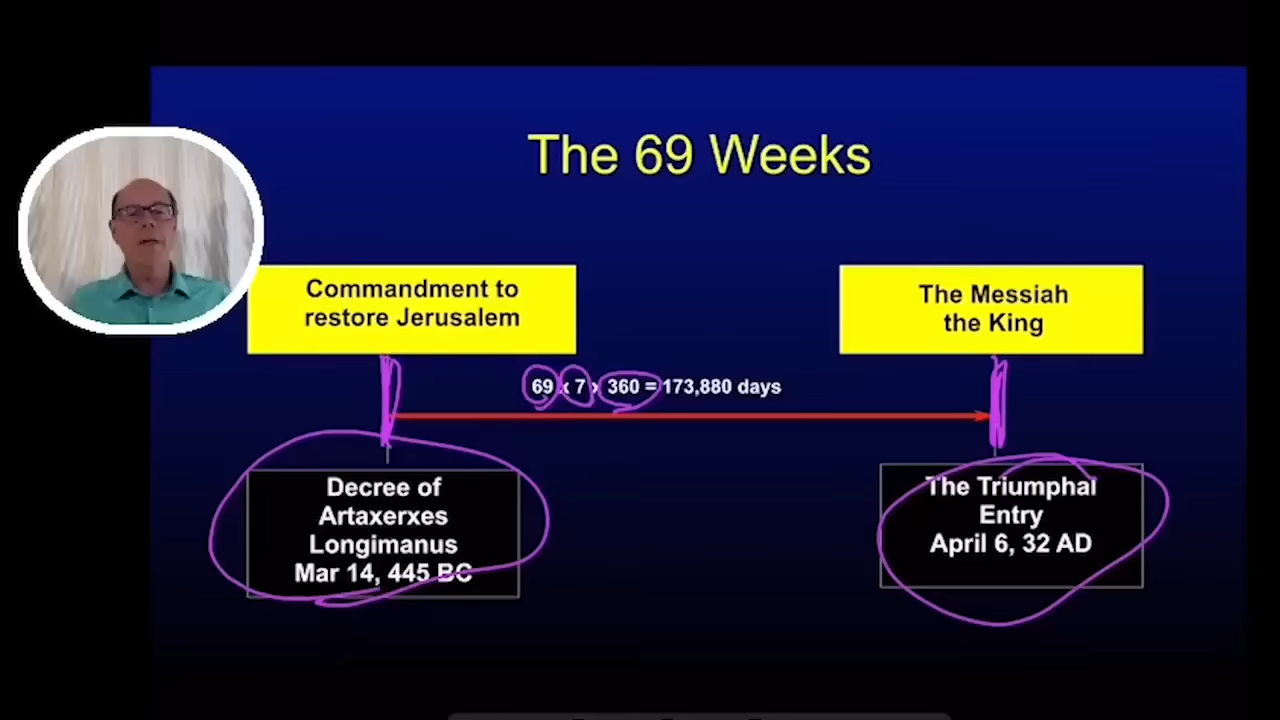 The 69 Weeks
Commandment to
restore Jerusalem
The Messiah
the King
69 x 7 x 360 = 173,880 days
Decree of
Artaxerxes
Longimanus
Mar 14, 445 BC
The Triumphal
Entry
April 6, 32 AD